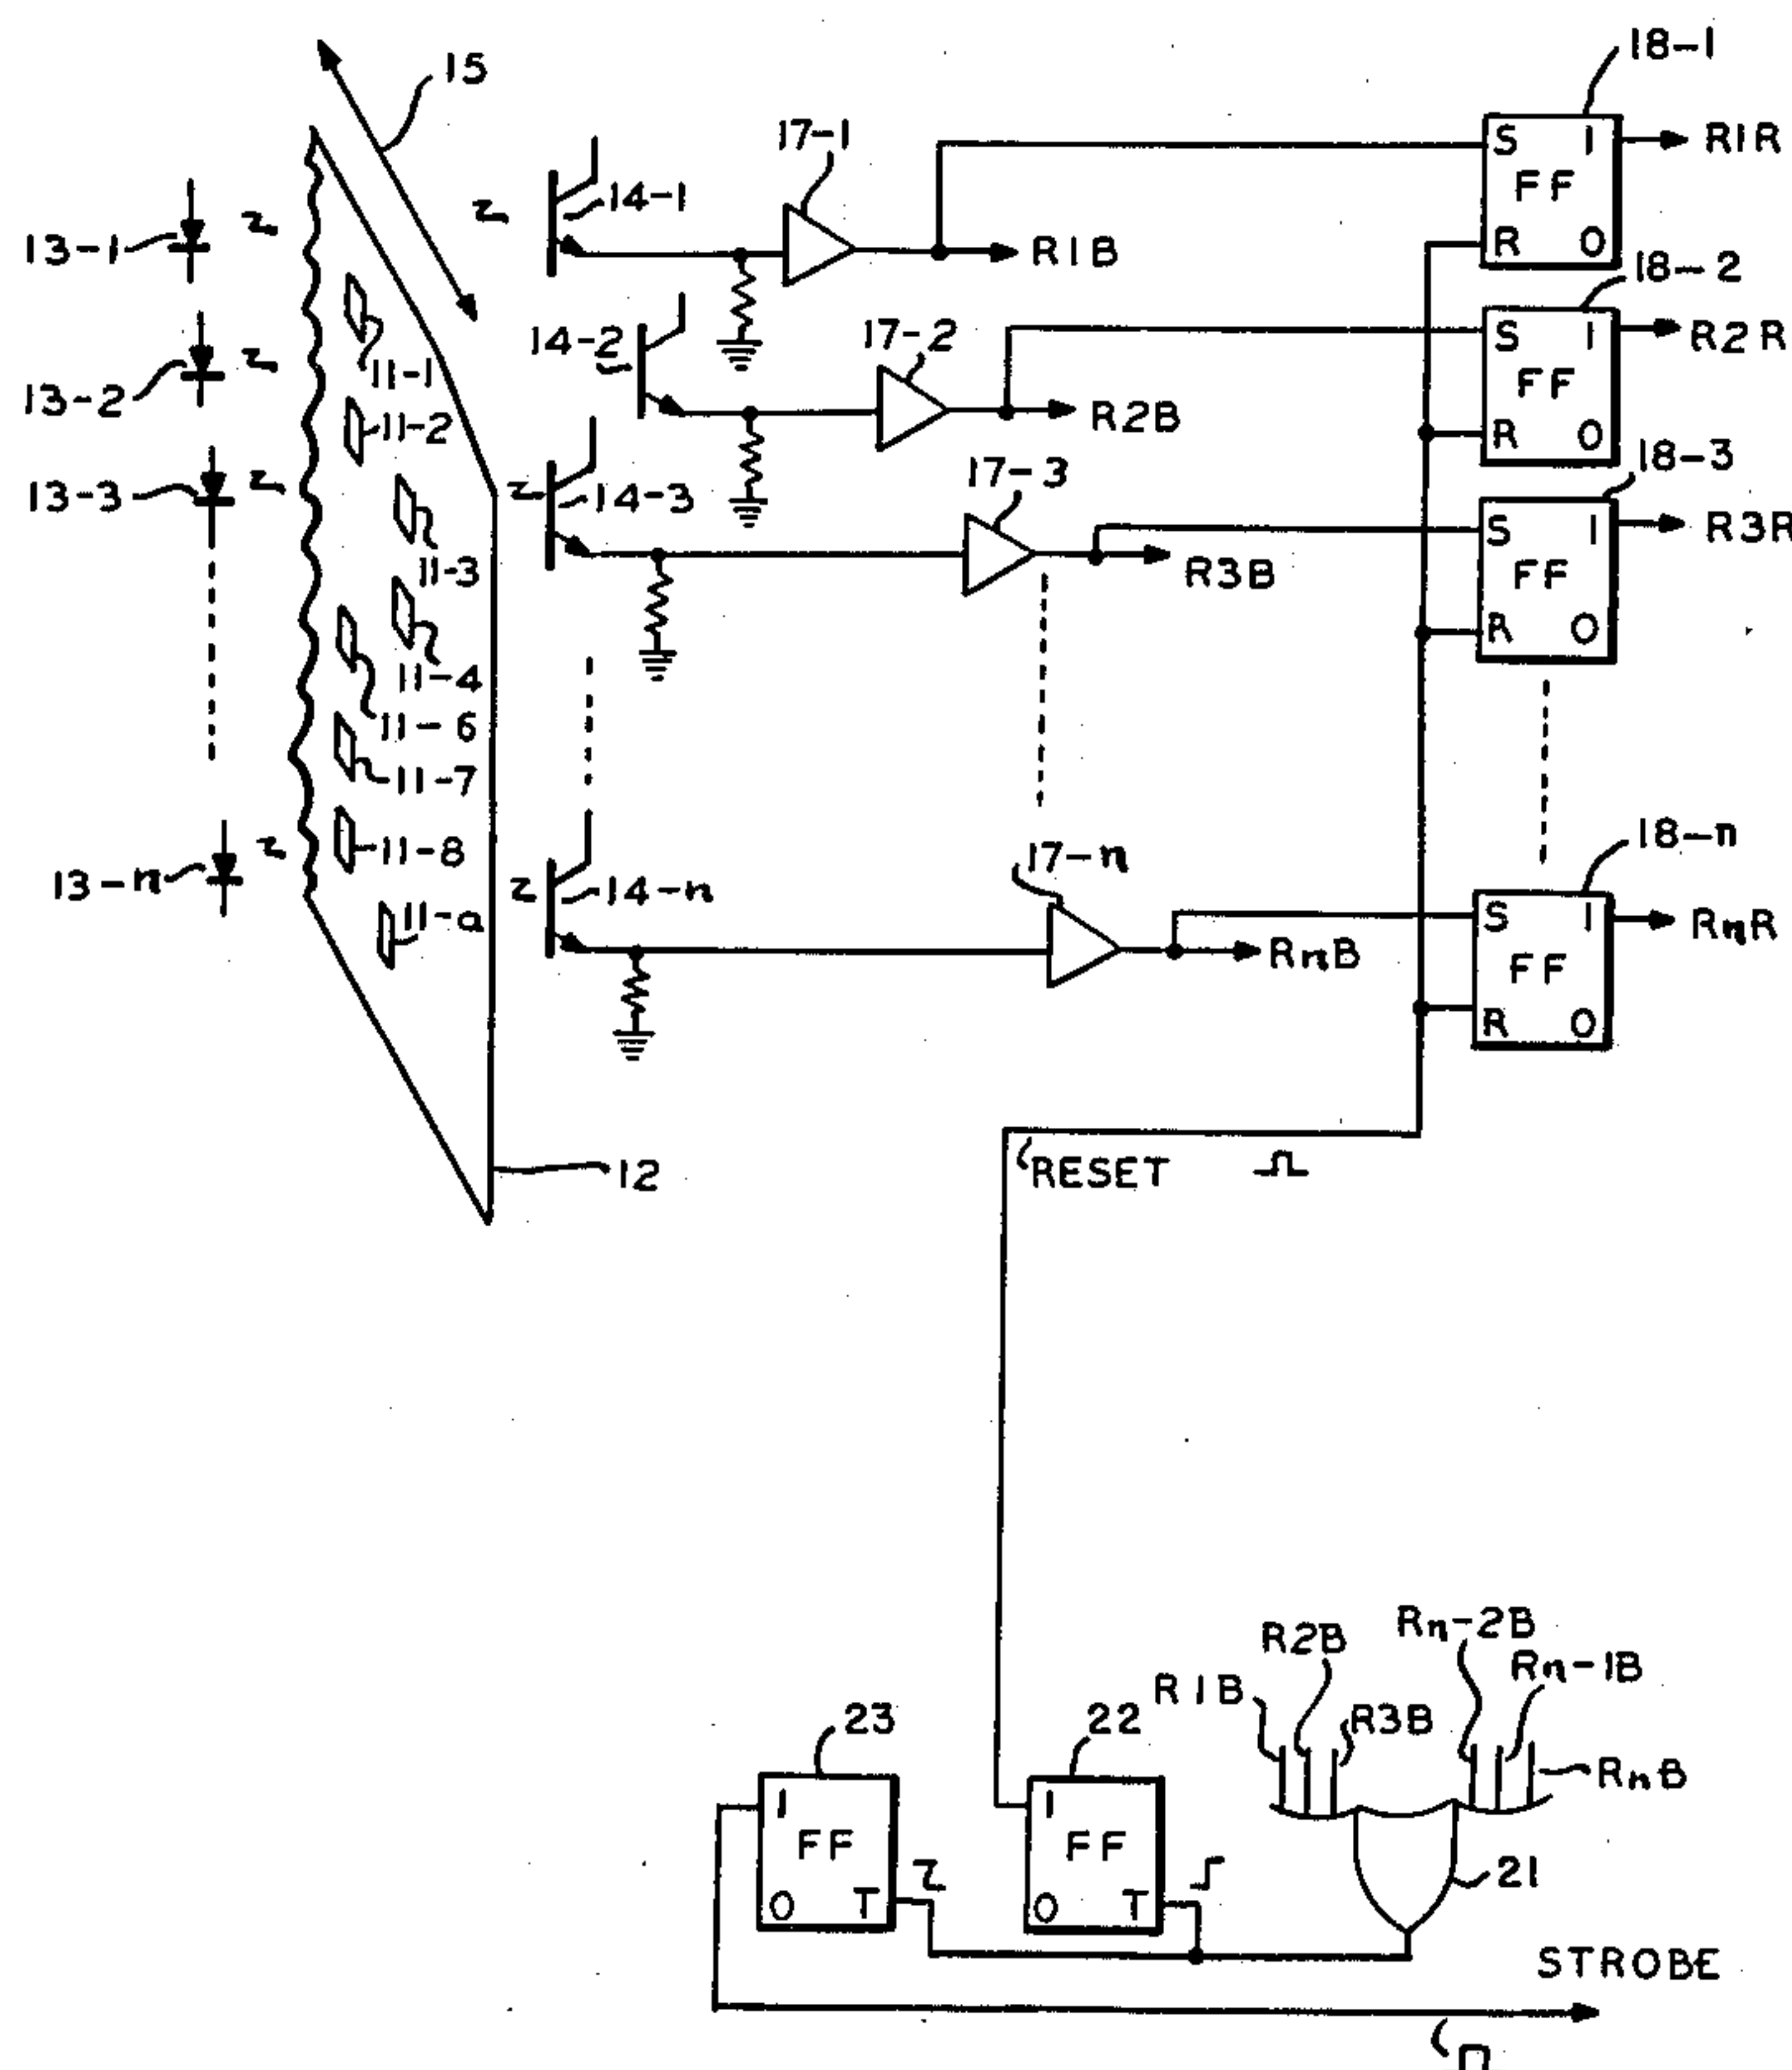 15
18-1
17-1
S 1
R1R
14-1
FF
13-1
R1B
R 0
18-2
14-2
17-2
S 1
R2R
11-1
FF
13-2
11-2
R2B
R 0
18-3
17-3
13-3
14-3
S 1
R3R
11-3
R3B
FF
R 0
11-4
11-6
11-7
18-n
11-8
17-n
13-n
14-n
S 1
RnR
11-a
RnB
FF
R 0
RESET
12
Rn-2B
R2B
Rn-1B
R1B
23
22
R3B
RnB
1
FF
0 T
1
FF
0 T
21
STROBE